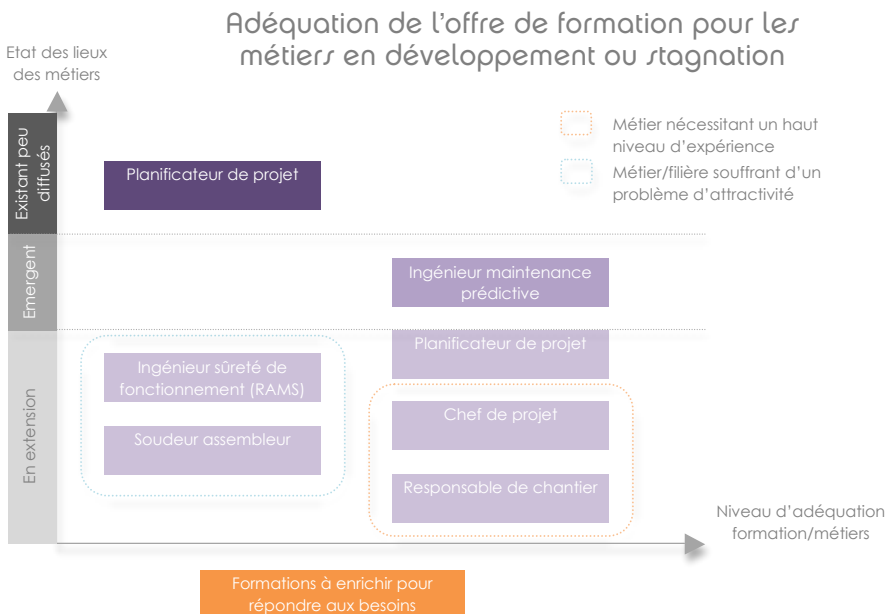 Adéquation de l'offre de formation pour les
métiers en développement ou stagnation
Etat des lieux
des métiers
Métier nécessitant un haut
niveau d'expérience
Métier/filière souffrant d'un
problème d'attractivité
Existant peu
diffusés
Planificateur de projet
Emergent
Ingénieur maintenance
prédictive
En extension
Planificateur de projet
Ingénieur sûreté de
fonctionnement (RAMS)
Chef de projet
Soudeur assembleur
Responsable de chantier
Niveau d'adéquation
formation/métiers
Formations à enrichir pour
répondre aux besoins